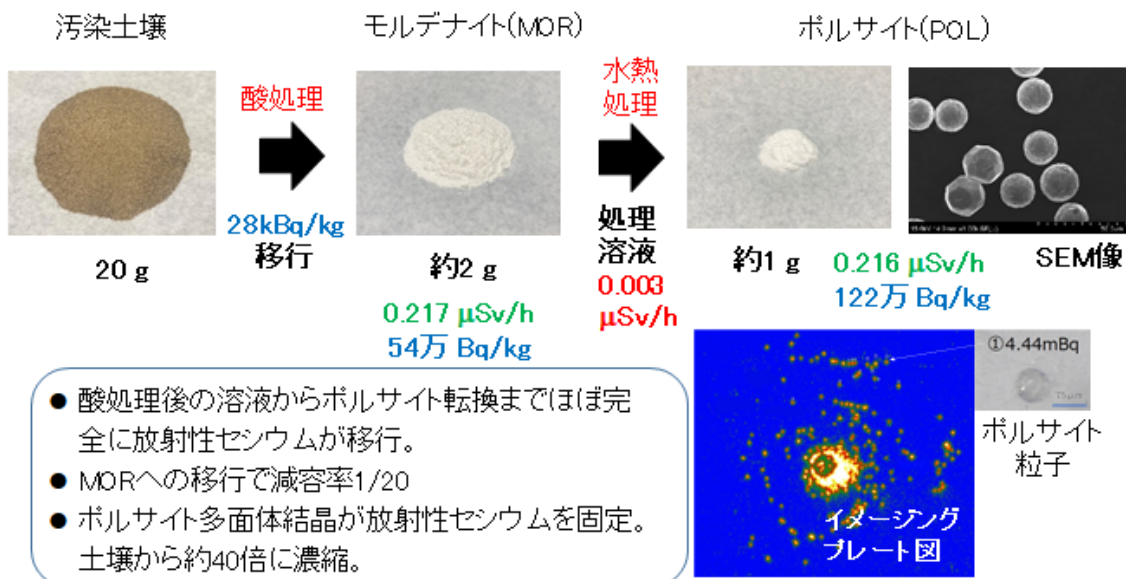 汚染土壌
モルデナイト(MOR)
ポルサイト(POL)
酸処理
水熱
処理
28kBq/kg
移行
処理
溶液
0.003
μSv/h
20 g
約2 g
0.217 μSv/h
54万 Bq/kg
約1 g
0.216 μSv/h
122万 Bq/kg
SEM像
①4.44mBq
75μm
ポルサイト
粒子
イメージング
プレート図
● 酸処理後の溶液からポルサイト転換までほぼ完
全に放射性セシウムが移行。
● MORへの移行で減容率1/20
● ポルサイト多面体結晶が放射性セシウムを固定。
土壌から約40倍に濃縮。